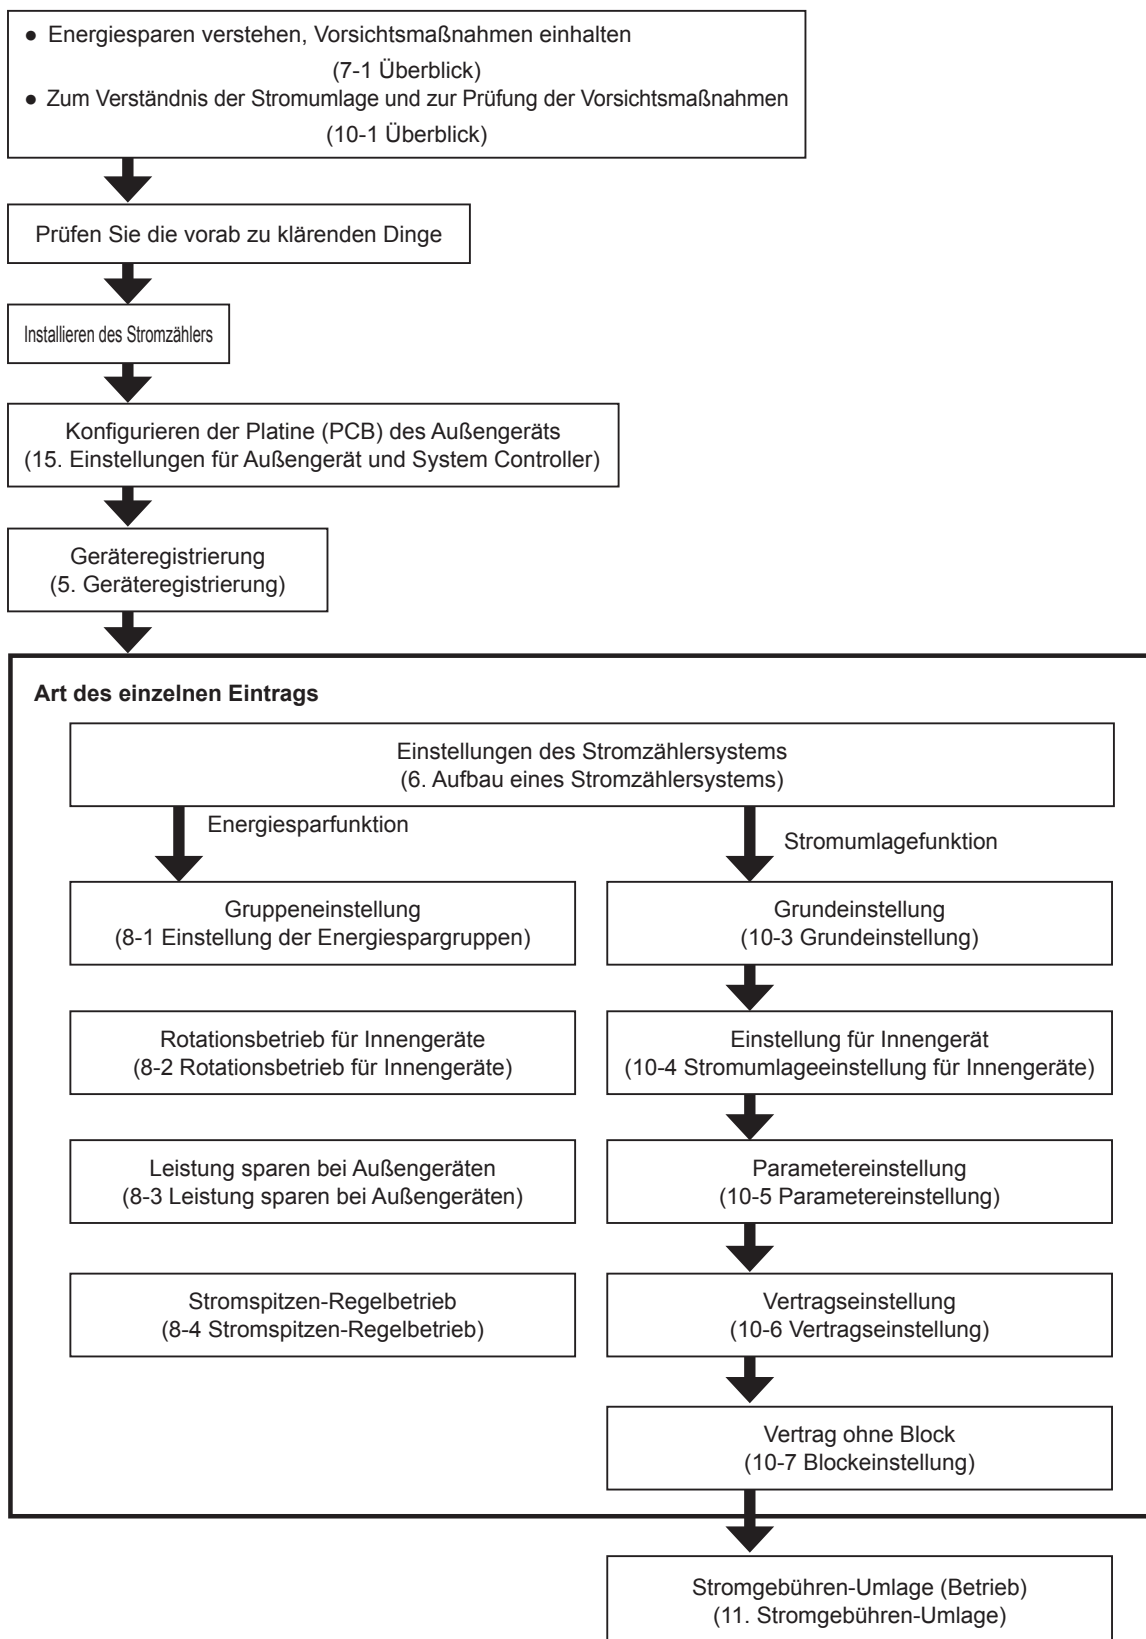 ● Energiesparen verstehen, Vorsichtsmaßnahmen einhalten
(7-1 Überblick)
● Zum Verständnis der Stromumlage und zur Prüfung der Vorsichtsmaßnahmen
(10-1 Überblick)
Prüfen Sie die vorab zu klärenden Dinge
Installieren des Stromzählers
Konfigurieren der Platine (PCB) des Außengeräts
(15. Einstellungen für Außengerät und System Controller)
Geräteregistrierung
(5. Geräteregistrierung)
Art des einzelnen Eintrags
Einstellungen des Stromzählersystems
(6. Aufbau eines Stromzählersystems)
Energiesparfunktion
Stromumlagefunktion
Gruppeneinstellung
(8-1 Einstellung der Energiespargruppen)
Grundeinstellung
(10-3 Grundeinstellung)
Rotationsbetrieb für Innengeräte
(8-2 Rotationsbetrieb für Innengeräte)
Einstellung für Innengerät
(10-4 Stromumlageeinstellung für Innengeräte)
Leistung sparen bei Außengeräten
(8-3 Leistung sparen bei Außengeräten)
Parametereinstellung
(10-5 Parametereinstellung)
Stromspitzen-Regelbetrieb
(8-4 Stromspitzen-Regelbetrieb)
Vertragseinstellung
(10-6 Vertragseinstellung)
Vertrag ohne Block
(10-7 Blockeinstellung)
Stromgebühren-Umlage (Betrieb)
(11. Stromgebühren-Umlage)